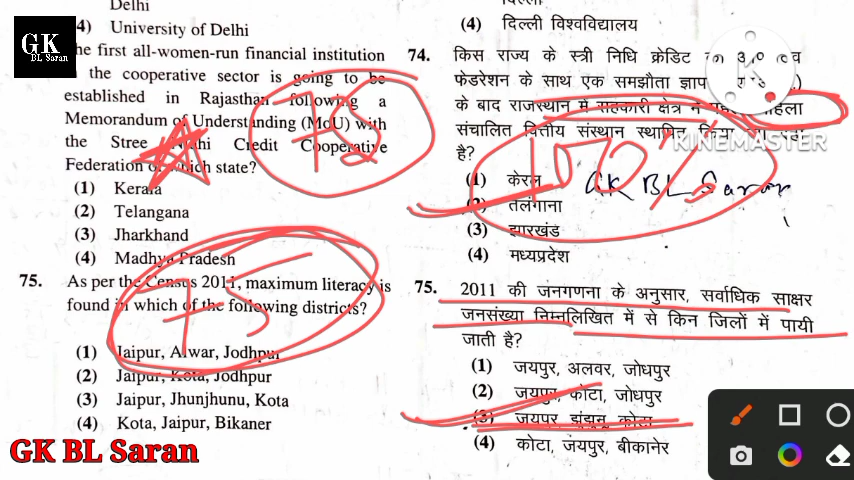 GK
BL Saran
Delhi
4) University of Delhi
The first all-women-run financial institution
the cooperative sector is going to be
established in Rajasthan following a
Memorandum of Understanding (MoU) with
the Stree Nidhi Credit Cooperative
Federation of which state?
(1) Kerala
(2) Telangana
(3) Jharkhand
(4) Madhya Pradesh
75. As per the Census 2011, maximum literacy is
found in which of the following districts?
(1) Jaipur, Alwar, Jodhpur
(2) Jaipur, Kota, Jodhpur
(3) Jaipur, Jhunjhunu, Kota
(4) Kota, Jaipur, Bikaner
GK BL Saran
75
दिल्ली
(4) दिल्ली विश्वविद्यालय
74. किस राज्य के स्त्री निधि क्रेडिट
फेडरेशन के साथ एक समझौता ज्ञाप
के बाद राजस्थान में सहकारी क्षेत्र में महिला
संचालित वित्तीय संस्थान स्थापित किया
है?
(1) केरल
(2) तेलंगाना
(3) झारखंड
(4) मध्यप्रदेश
KINEMASTER
GK BL Saran
75. 2011 की जनगणना के अनुसार, सर्वाधिक साक्षर
जनसंख्या निम्नलिखित में से किन जिलों में पायी
जाती है?
(1) जयपुर, अलवर, जोधपुर
(2) जयपुर, कोटा, जोधपुर
(3) जयपुर झुंझुनू कोटा
(4) कोटा, जयपुर, बीकानेर